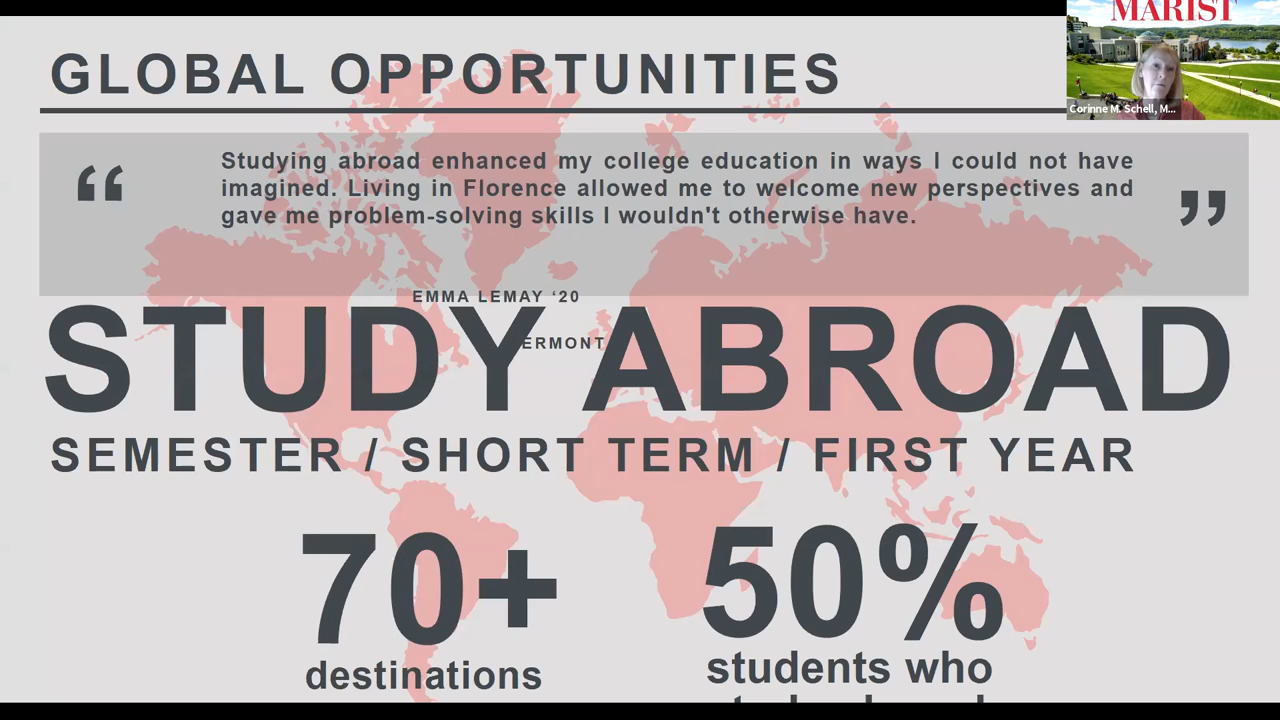 MARIST
GLOBAL OPPORTUNITIES
Corinne M. Schell, M...
“
Studying abroad enhanced my college education in ways I could not have
imagined. Living in Florence allowed me to welcome new perspectives and
gave me problem-solving skills I wouldn't otherwise have.
”
EMMA LEMAY ‘20
ERMONT
STUDY ABROAD
SEMESTER / SHORT TERM / FIRST YEAR
70+
destinations
50%
students who